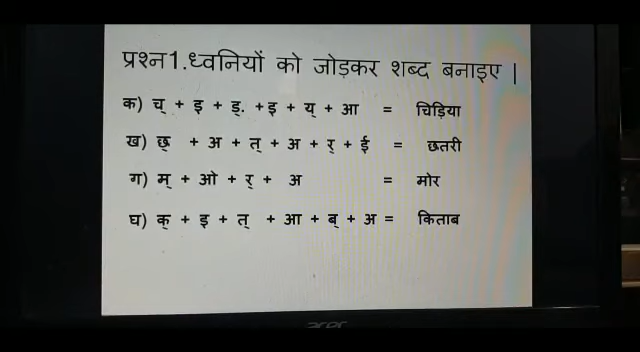 प्रश्न1.ध्वनियों को जोड़कर शब्द बनाइए |
क) च् + इ + ड्. +इ + य् + आ = चिड़िया
ख) छ् + अ + त् + अ + र् + ई = छतरी
ग) म् + ओ + र् + अ = मोर
घ) क् + इ + त् + आ + ब् + अ = किताब
acer